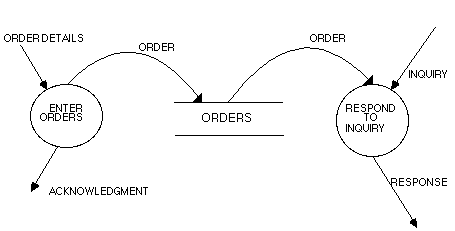 ORDER DETAILS
ORDER
ORDER
INQUIRY
ENTER
ORDERS
ORDERS
RESPOND
TO
INQUIRY
ACKNOWLEDGMENT
RESPONSE